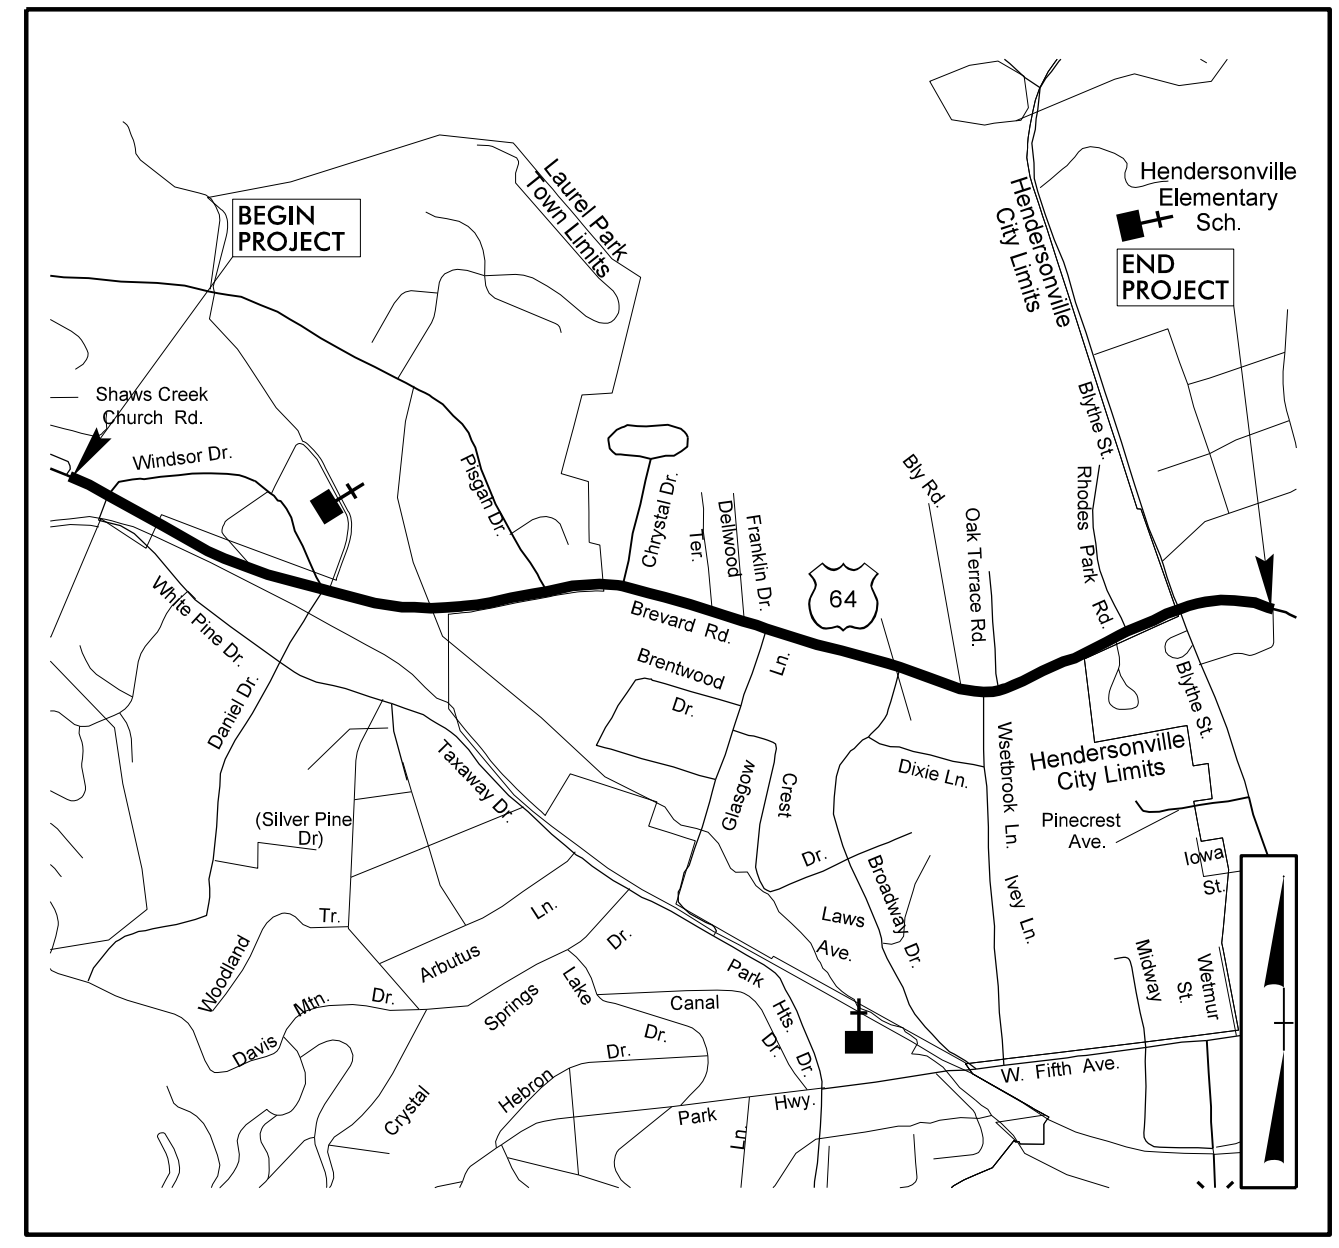 Hendersonville
Elementary
Sch.
Laurel Park
Town Limits
Hendersonville
City Limits
BEGIN
PROJECT
END
PROJECT
Shaws Creek
Church Rd.
Windsor Dr.
Pisgah Dr.
Chrystal Dr.
Dellwood
Ter.
Franklin Dr.
Bly Rd.
Oak Terrace Rd.
Rhodes Park Rd.
Blythe St.
64
White Pine Dr.
Daniel Dr.
Brevard Rd.
Brentwood
Dr.
Glasgow Ln.
Crest
Dr.
Dixie Ln.
Wsetbrook Ln.
Hendersonville
City Limits
Blythe St.
Pinecrest
Ave.
Iowa
St.
Taxaway Dr.
(Silver Pine
Dr)
Woodland Tr.
Arbutus Ln.
Laws
Ave.
Broadway Dr.
Ivey Ln.
Midway
St.
Wetmur
Davis Mtn. Dr.
Springs Dr.
Lake
Dr.
Canal
Dr.
Park
Hts.
Dr.
Hebron Dr.
Crystal
Park Hwy.
Ln.
W. Fifth Ave.